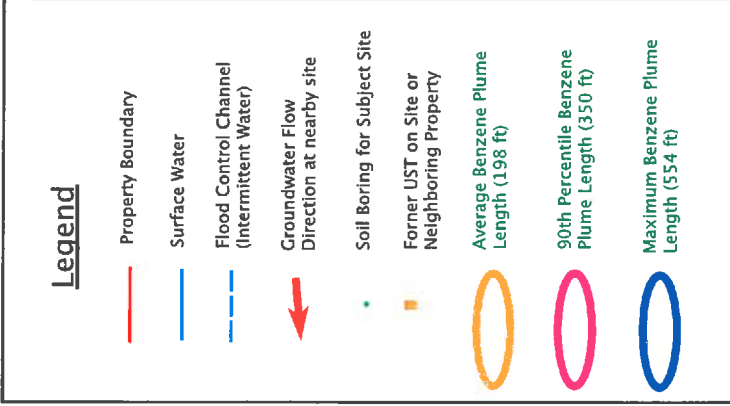 Legend
Property Boundary
Surface Water
Flood Control Channel
(Intermittent Water)
Groundwater Flow
Direction at nearby site
Soil Boring for Subject Site
Forner UST on Site or
Neighboring Property
Average Benzene Plume
Length (198 ft)
90th Percentile Benzene
Plume Length (350 ft)
Maximum Benzene Plume
Length (554 ft)